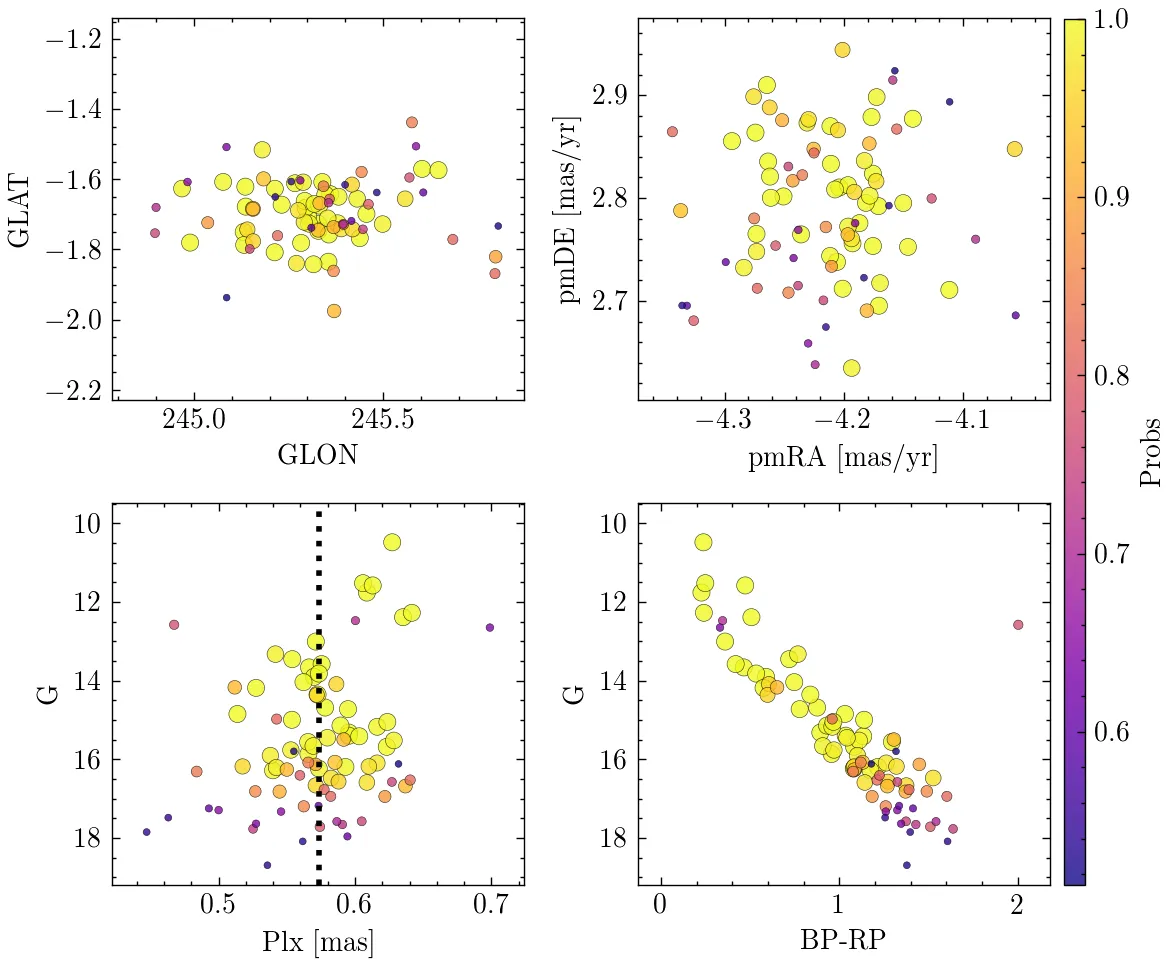 −1.2
−1.4
−1.6
−1.8
−2.0
−2.2
GLAT
245.0 245.5
GLON
2.9
2.8
2.7
pmDE [mas/yr]
−4.3 −4.2 −4.1
pmRA [mas/yr]
10
12
14
16
18
G
0.5 0.6 0.7
Plx [mas]
10
12
14
16
18
G
0 1 2
BP-RP
1.0
0.9
0.8
0.7
0.6
Probs